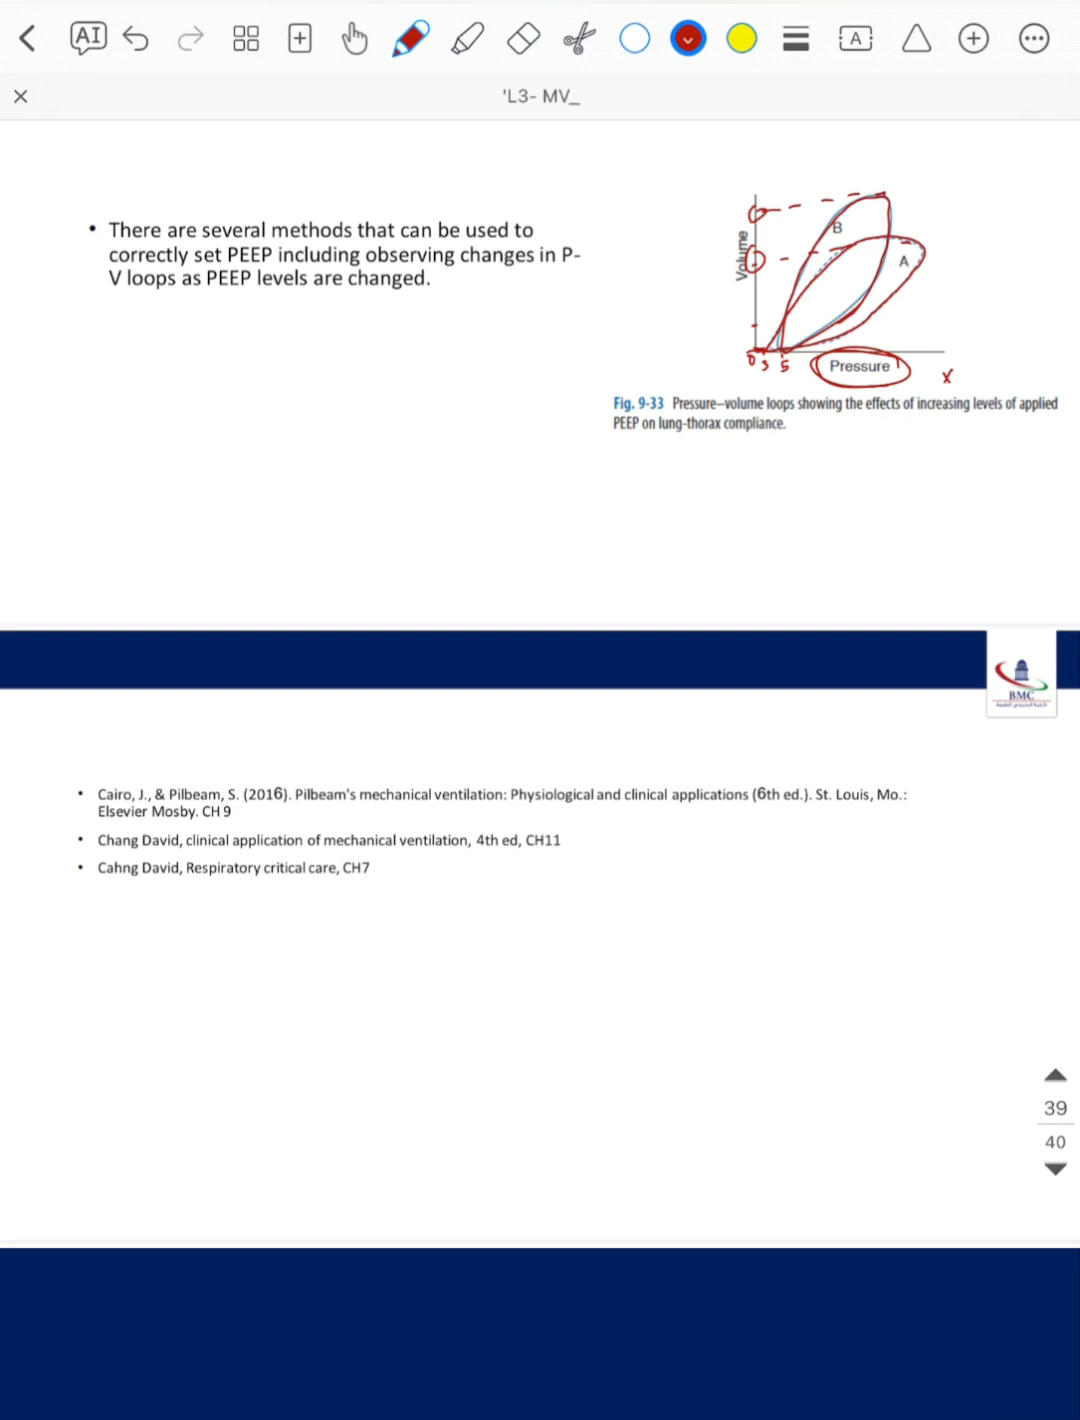 AI
A
'L3- MV_
• There are several methods that can be used to
correctly set PEEP including observing changes in P-
V loops as PEEP levels are changed.
Volume
B
A
0 3 5
Pressure
X
Fig. 9-33 Pressure–volume loops showing the effects of increasing levels of applied
PEEP on lung-thorax compliance.
BMC
• Cairo, J., & Pilbeam, S. (2016). Pilbeam's mechanical ventilation: Physiological and clinical applications (6th ed.). St. Louis, Mo.:
Elsevier Mosby. CH 9
• Chang David, clinical application of mechanical ventilation, 4th ed, CH11
• Cahng David, Respiratory critical care, CH7
39
40